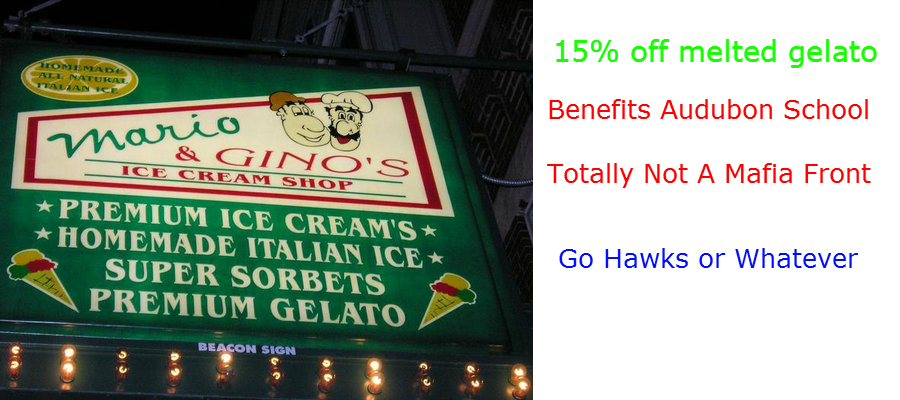 HOMEMADE
ALL NATURAL
ITALIAN ICE
Mario
& GINO'S
ICE CREAM SHOP
★ PREMIUM ICE CREAM'S ★
★ HOMEMADE ITALIAN ICE ★
SUPER SORBETS
PREMIUM GELATO
BEACON SIGN
15% off melted gelato
Benefits Audubon School
Totally Not A Mafia Front
Go Hawks or Whatever